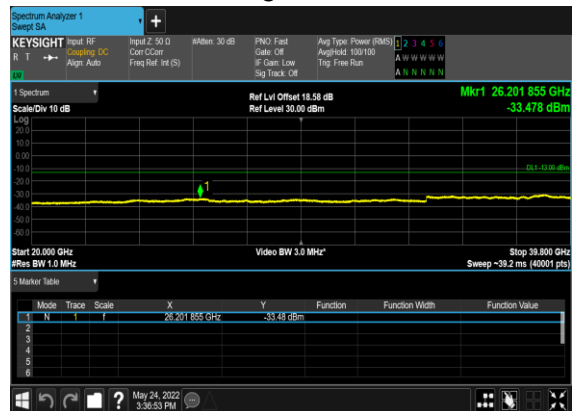 Spectrum Analyzer 1
Swept SA
KEYSIGHT Input: RF
R T Coupling: DC
Align: Auto
Input Z: 50 Ω
Corr CCorr
Freq Ref: Int (S)
#Atten: 30 dB
PNO: Fast
Gate: Off
IF Gain: Low
Sig Track: Off
Avg Type: Power (RMS)
Avg|Hold: 100/100
Trig: Free Run
1 2 3 4 5 6
A W W W W W
A N N N N N
LXI
1 Spectrum
Scale/Div 10 dB
Ref Lvl Offset 18.58 dB
Ref Level 30.00 dBm
Mkr1 26.201 855 GHz
-33.478 dBm
Log
20.0
10.0
0.00
-10.0
-20.0
-30.0
-40.0
-50.0
-60.0
DL1 -13.00 dBm
1
Start 20.000 GHz
#Res BW 1.0 MHz
Video BW 3.0 MHz*
Stop 39.800 GHz
Sweep ~39.2 ms (40001 pts)
5 Marker Table
Mode Trace Scale X Y Function Function Width Function Value
1 N 1 f 26.201 855 GHz -33.48 dBm
2
3
4
5
6
?
May 24, 2022
3:36:53 PM